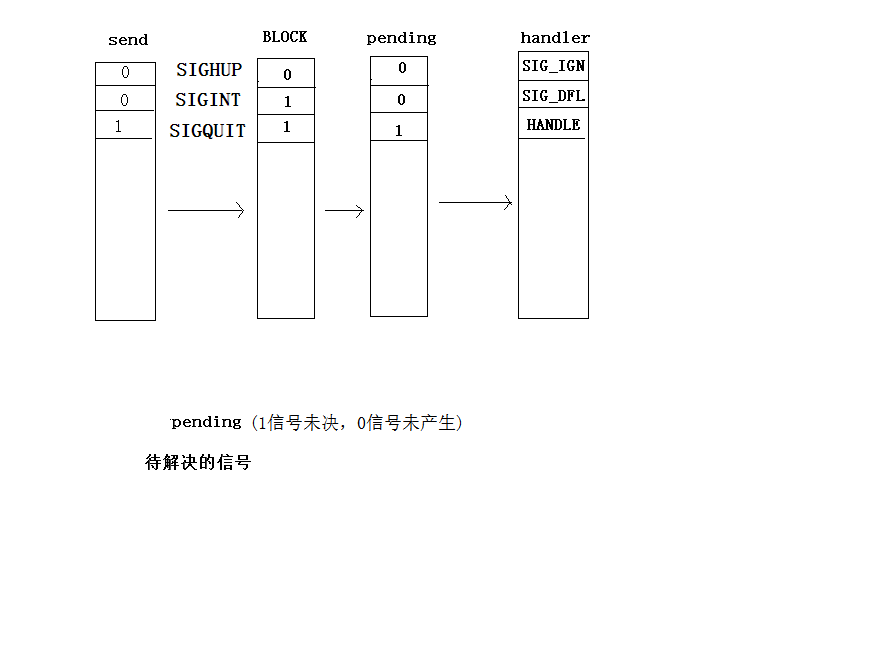 send BLOCK pending handler
0 SIGHUP 0 0 SIG_IGN
0 SIGINT 1 0 SIG_DFL
1 SIGQUIT 1 1 HANDLE
pending (1信号未决，0信号未产生)
待解决的信号